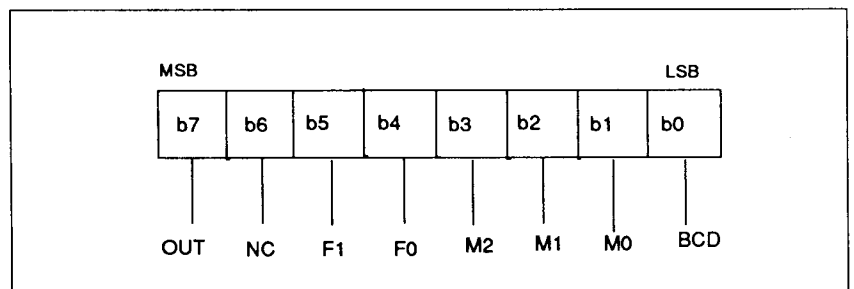 MSB LSB
b7 b6 b5 b4 b3 b2 b1 b0
OUT NC F1 F0 M2 M1 M0 BCD